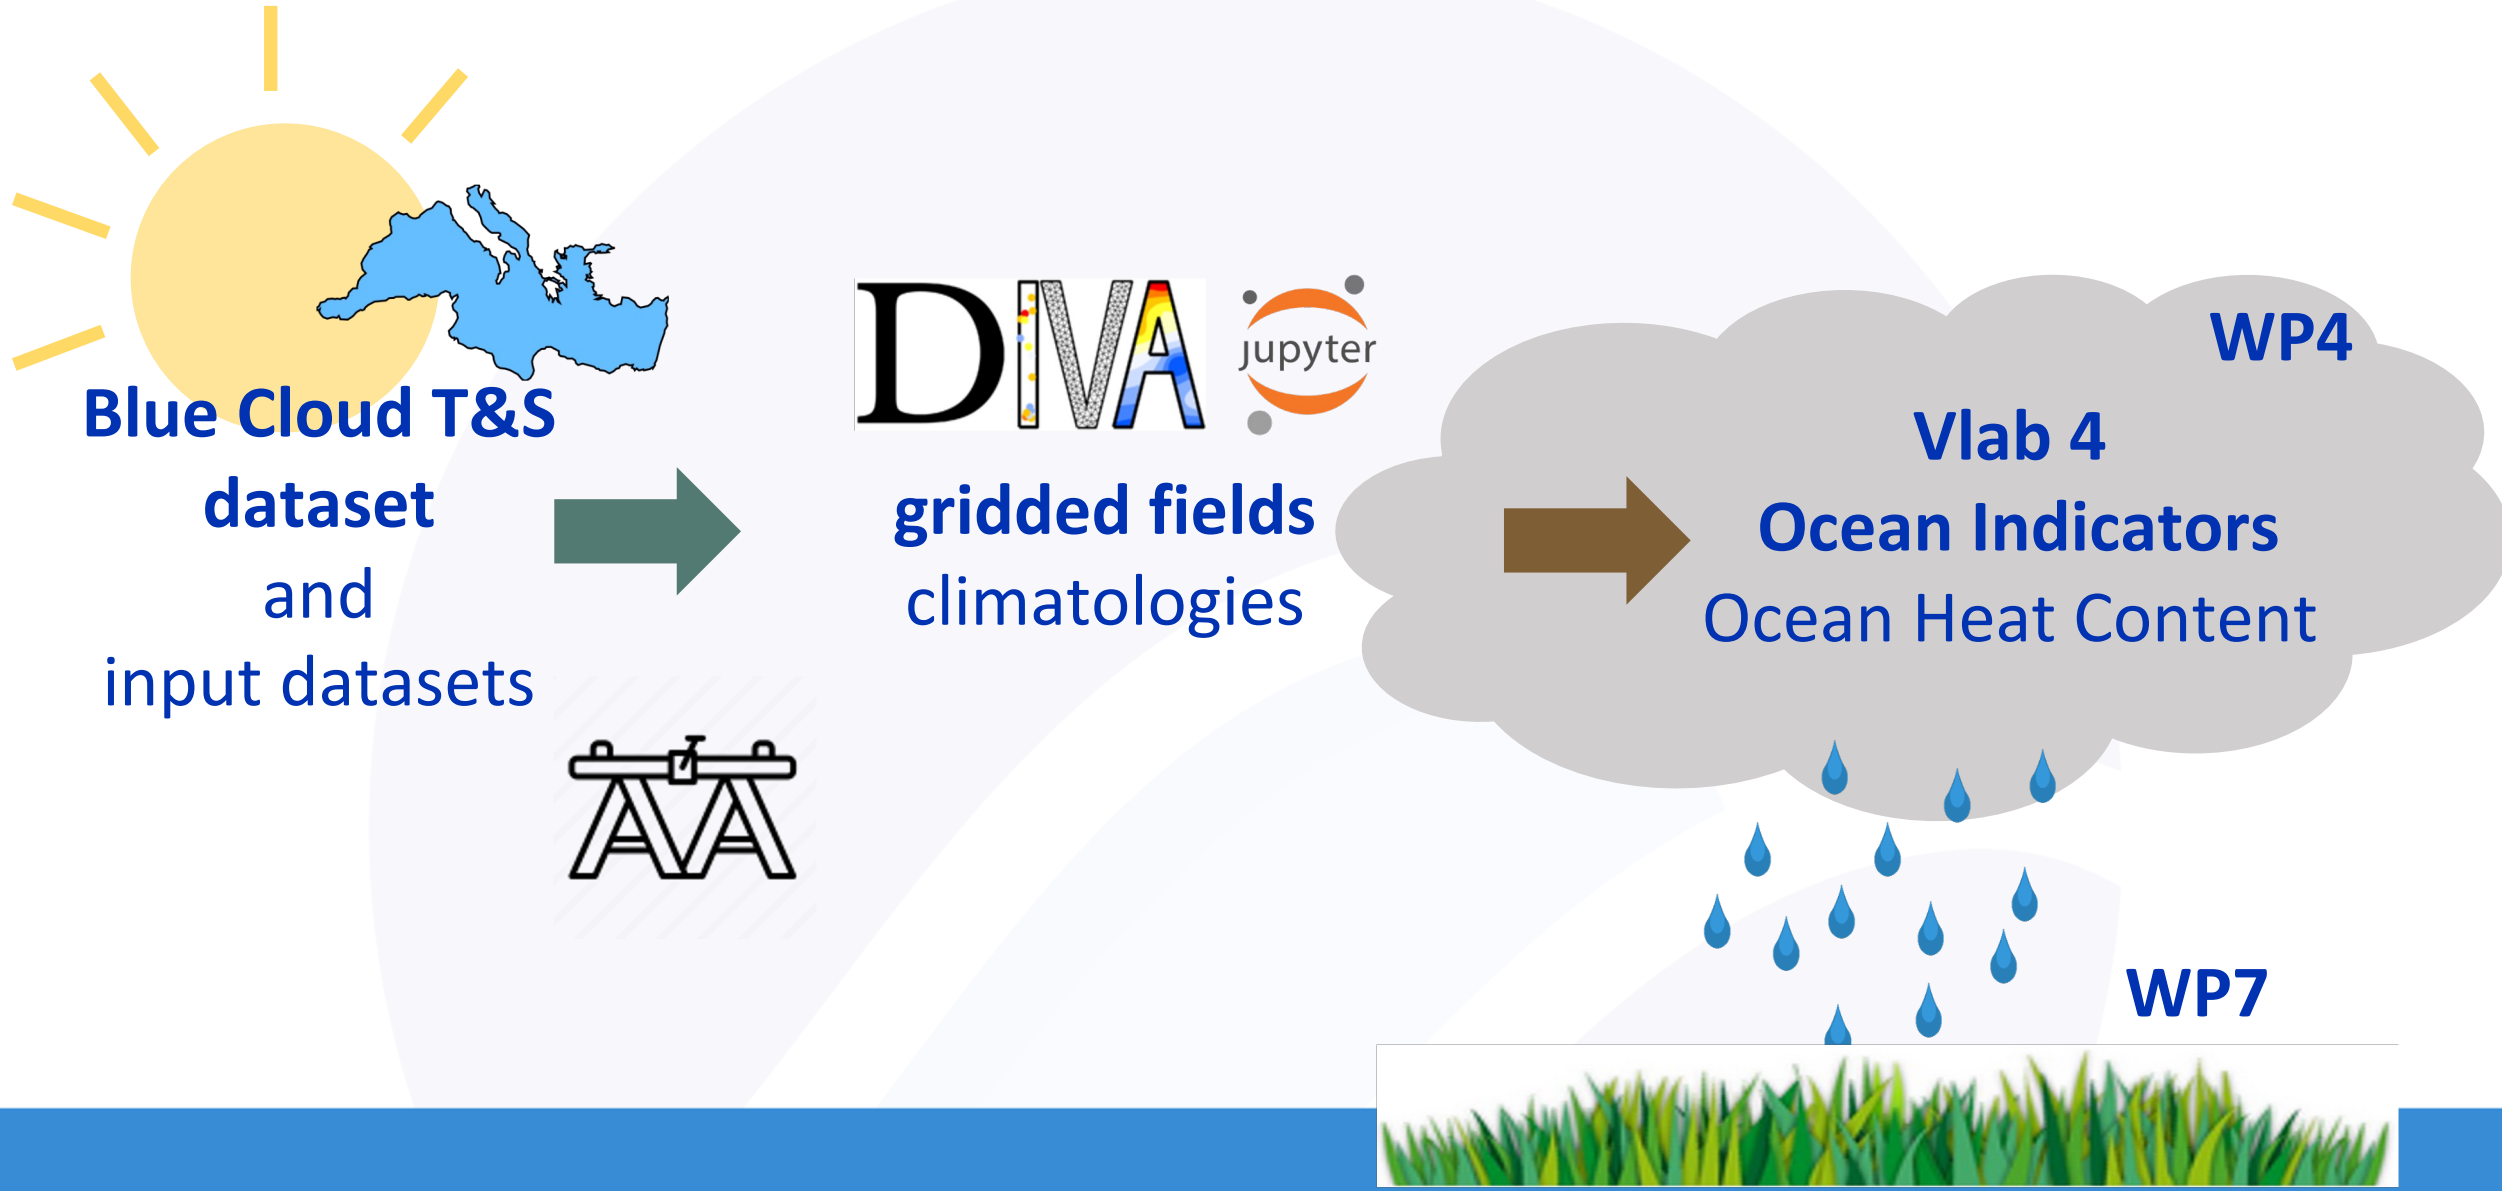 Blue Cloud T&S
dataset
and
input datasets
DIVA
jupyter
gridded fields
climatologies
WP4
Vlab 4
Ocean Indicators
Ocean Heat Content
WP7